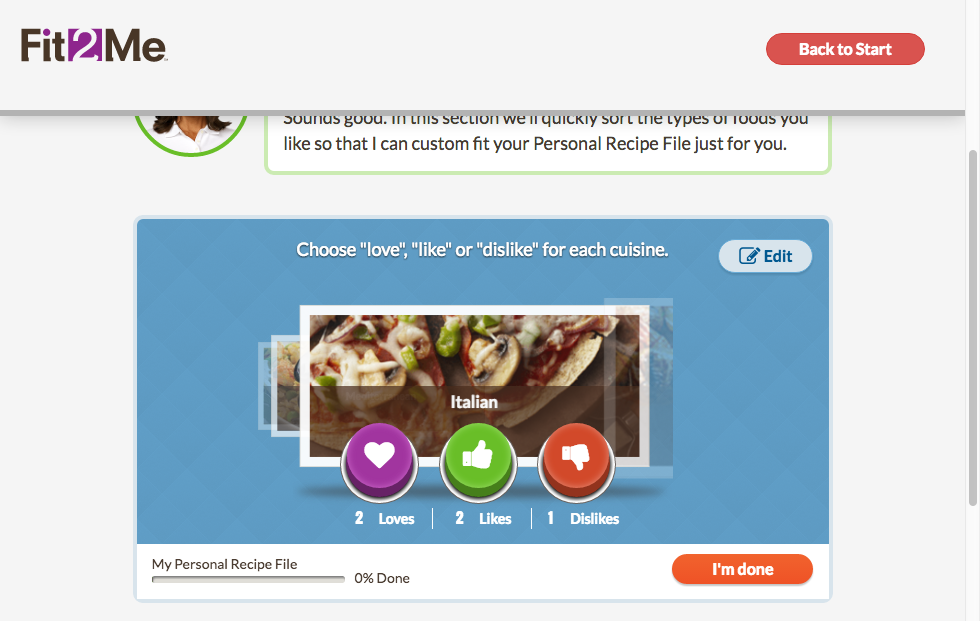 Fit2Me
Back to Start
Sounds good. In this section we'll quickly sort the types of foods you
like so that I can custom fit your Personal Recipe File just for you.
Choose "love", "like" or "dislike" for each cuisine.
Edit
Italian
2 Loves
2 Likes
1 Dislikes
My Personal Recipe File
0% Done
I'm done